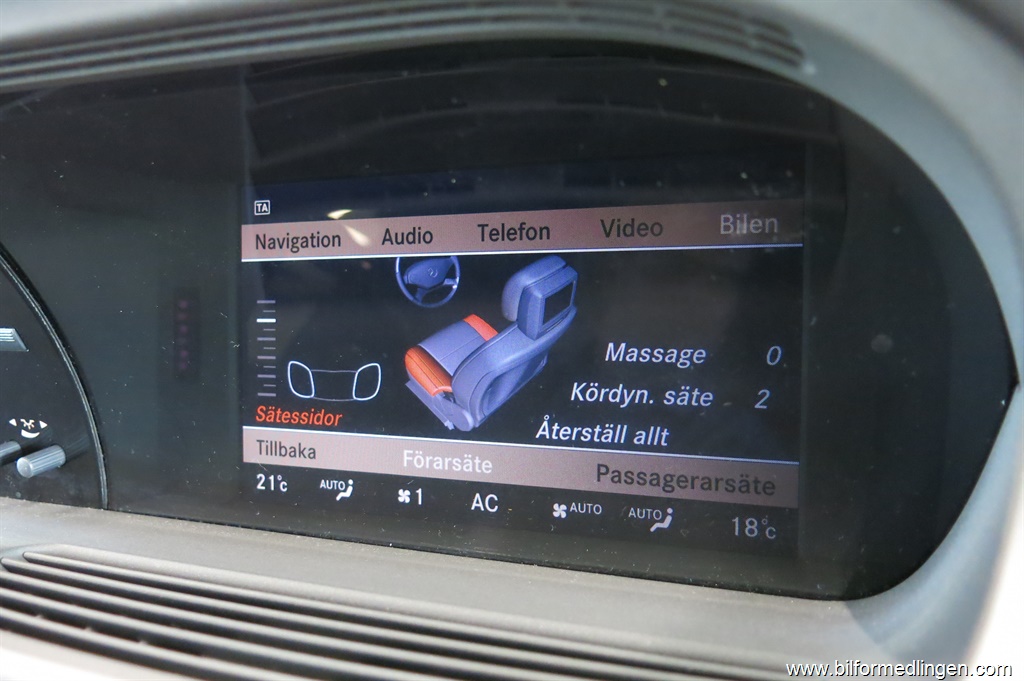 TA
Navigation Audio Telefon Video Bilen
Massage 0
Kördyn. säte 2
Sätessidor
Återställ allt
Tillbaka Förarsäte Passagerarsäte
21°C AUTO 1 AC AUTO AUTO 18°C
www.bilformedlingen.com